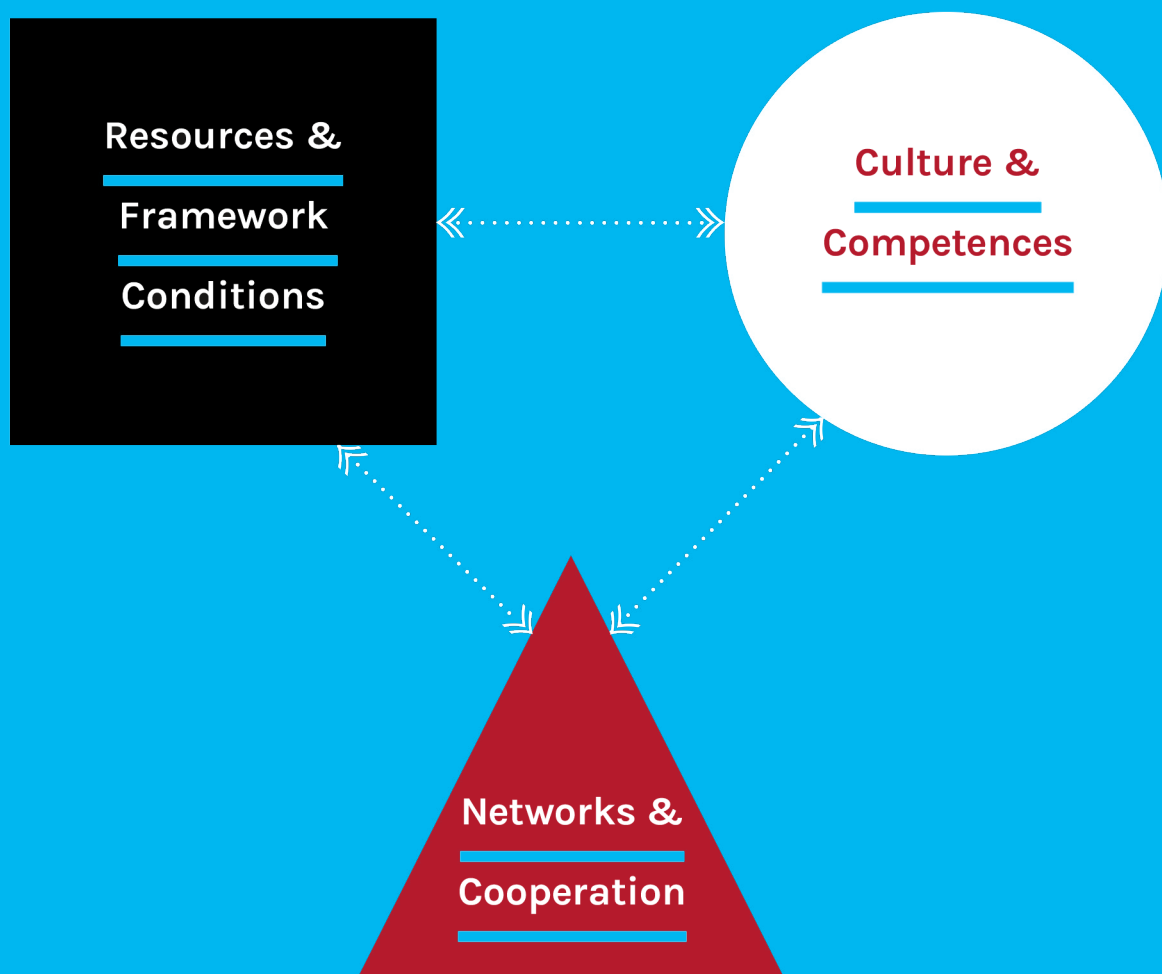 Resources &
Framework
Conditions
Culture &
Competences
Networks &
Cooperation